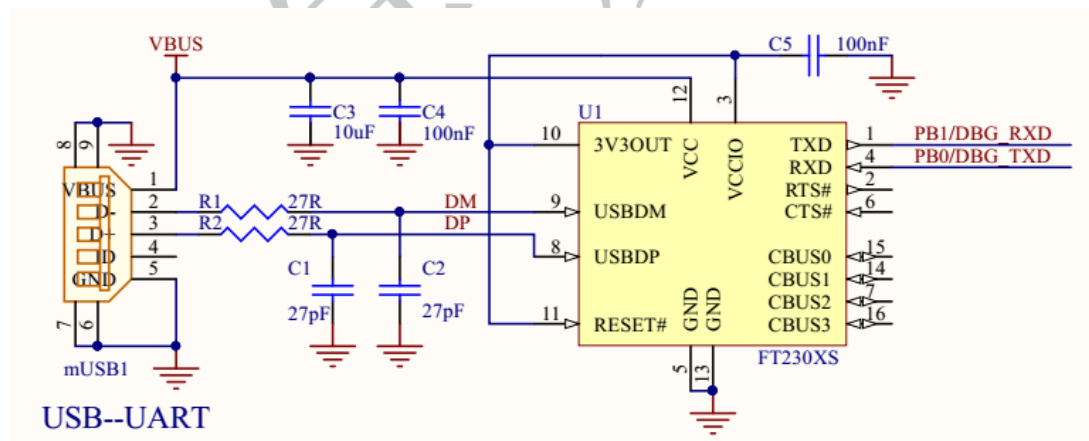 VBUS
C5 100nF
12
3
U1
C3
10uF
C4
100nF
8
9
10
3V3OUT
VCC
VCCIO
TXD
1
PB1/DBG_RXD
RXD
4
PB0/DBG_TXD
RTS#
2
CTS#
6
VBUS
1
D-
2
R1
27R
DM
9
USBDM
D+
3
R2
27R
DP
8
USBDP
ID
4
GND
5
C1
27pF
C2
27pF
CBUS0
15
CBUS1
14
CBUS2
7
CBUS3
16
11
RESET#
GND
GND
7
6
5
13
FT230XS
mUSB1
USB--UART